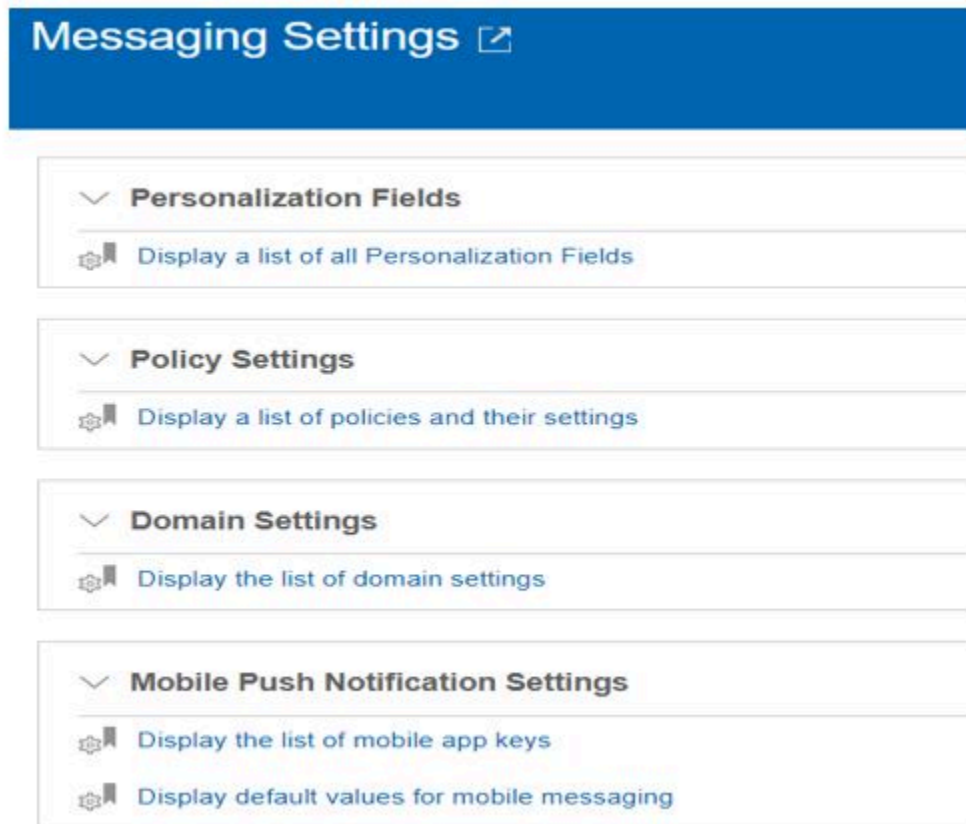 Messaging Settings
Personalization Fields
Display a list of all Personalization Fields
Policy Settings
Display a list of policies and their settings
Domain Settings
Display the list of domain settings
Mobile Push Notification Settings
Display the list of mobile app keys
Display default values for mobile messaging